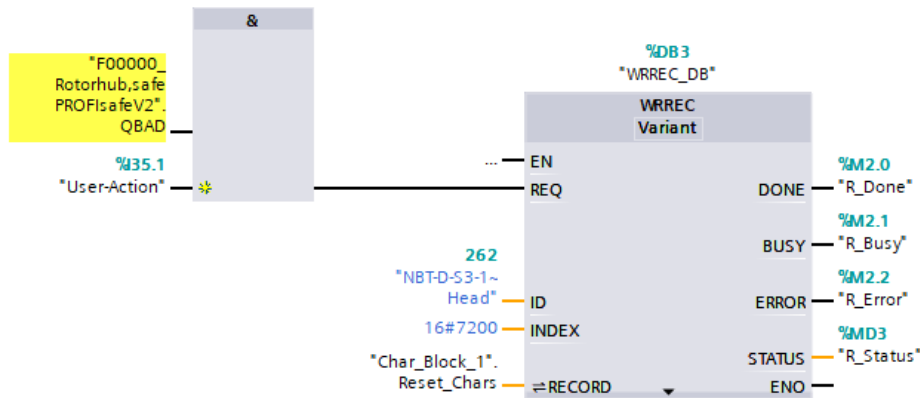 &
"F00000_
Rotorhub,safe
PROFIsafeV2".
QBAD
%I35.1
"User-Action"
%DB3
"WRREC_DB"
WRREC
Variant
... EN
REQ
262
"NBT-D-S3-1~
Head"
ID
16#7200
INDEX
"Char_Block_1".
Reset_Chars
RECORD
%M2.0
DONE
"R_Done"
%M2.1
BUSY
"R_Busy"
%M2.2
ERROR
"R_Error"
%MD3
STATUS
"R_Status"
ENO